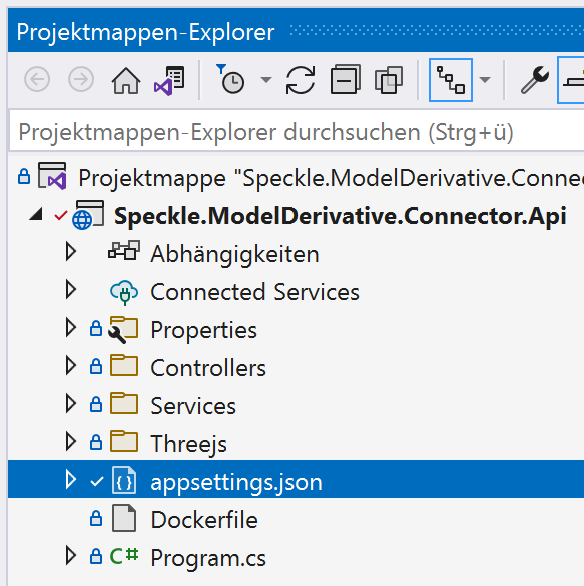 Projektmappen-Explorer
Projektmappen-Explorer durchsuchen (Strg+ü)
Projektmappe "Speckle.ModelDerivative.Conne
Speckle.ModelDerivative.Connector.Api
Abhängigkeiten
Connected Services
Properties
Controllers
Services
Threejs
appsettings.json
Dockerfile
C# Program.cs